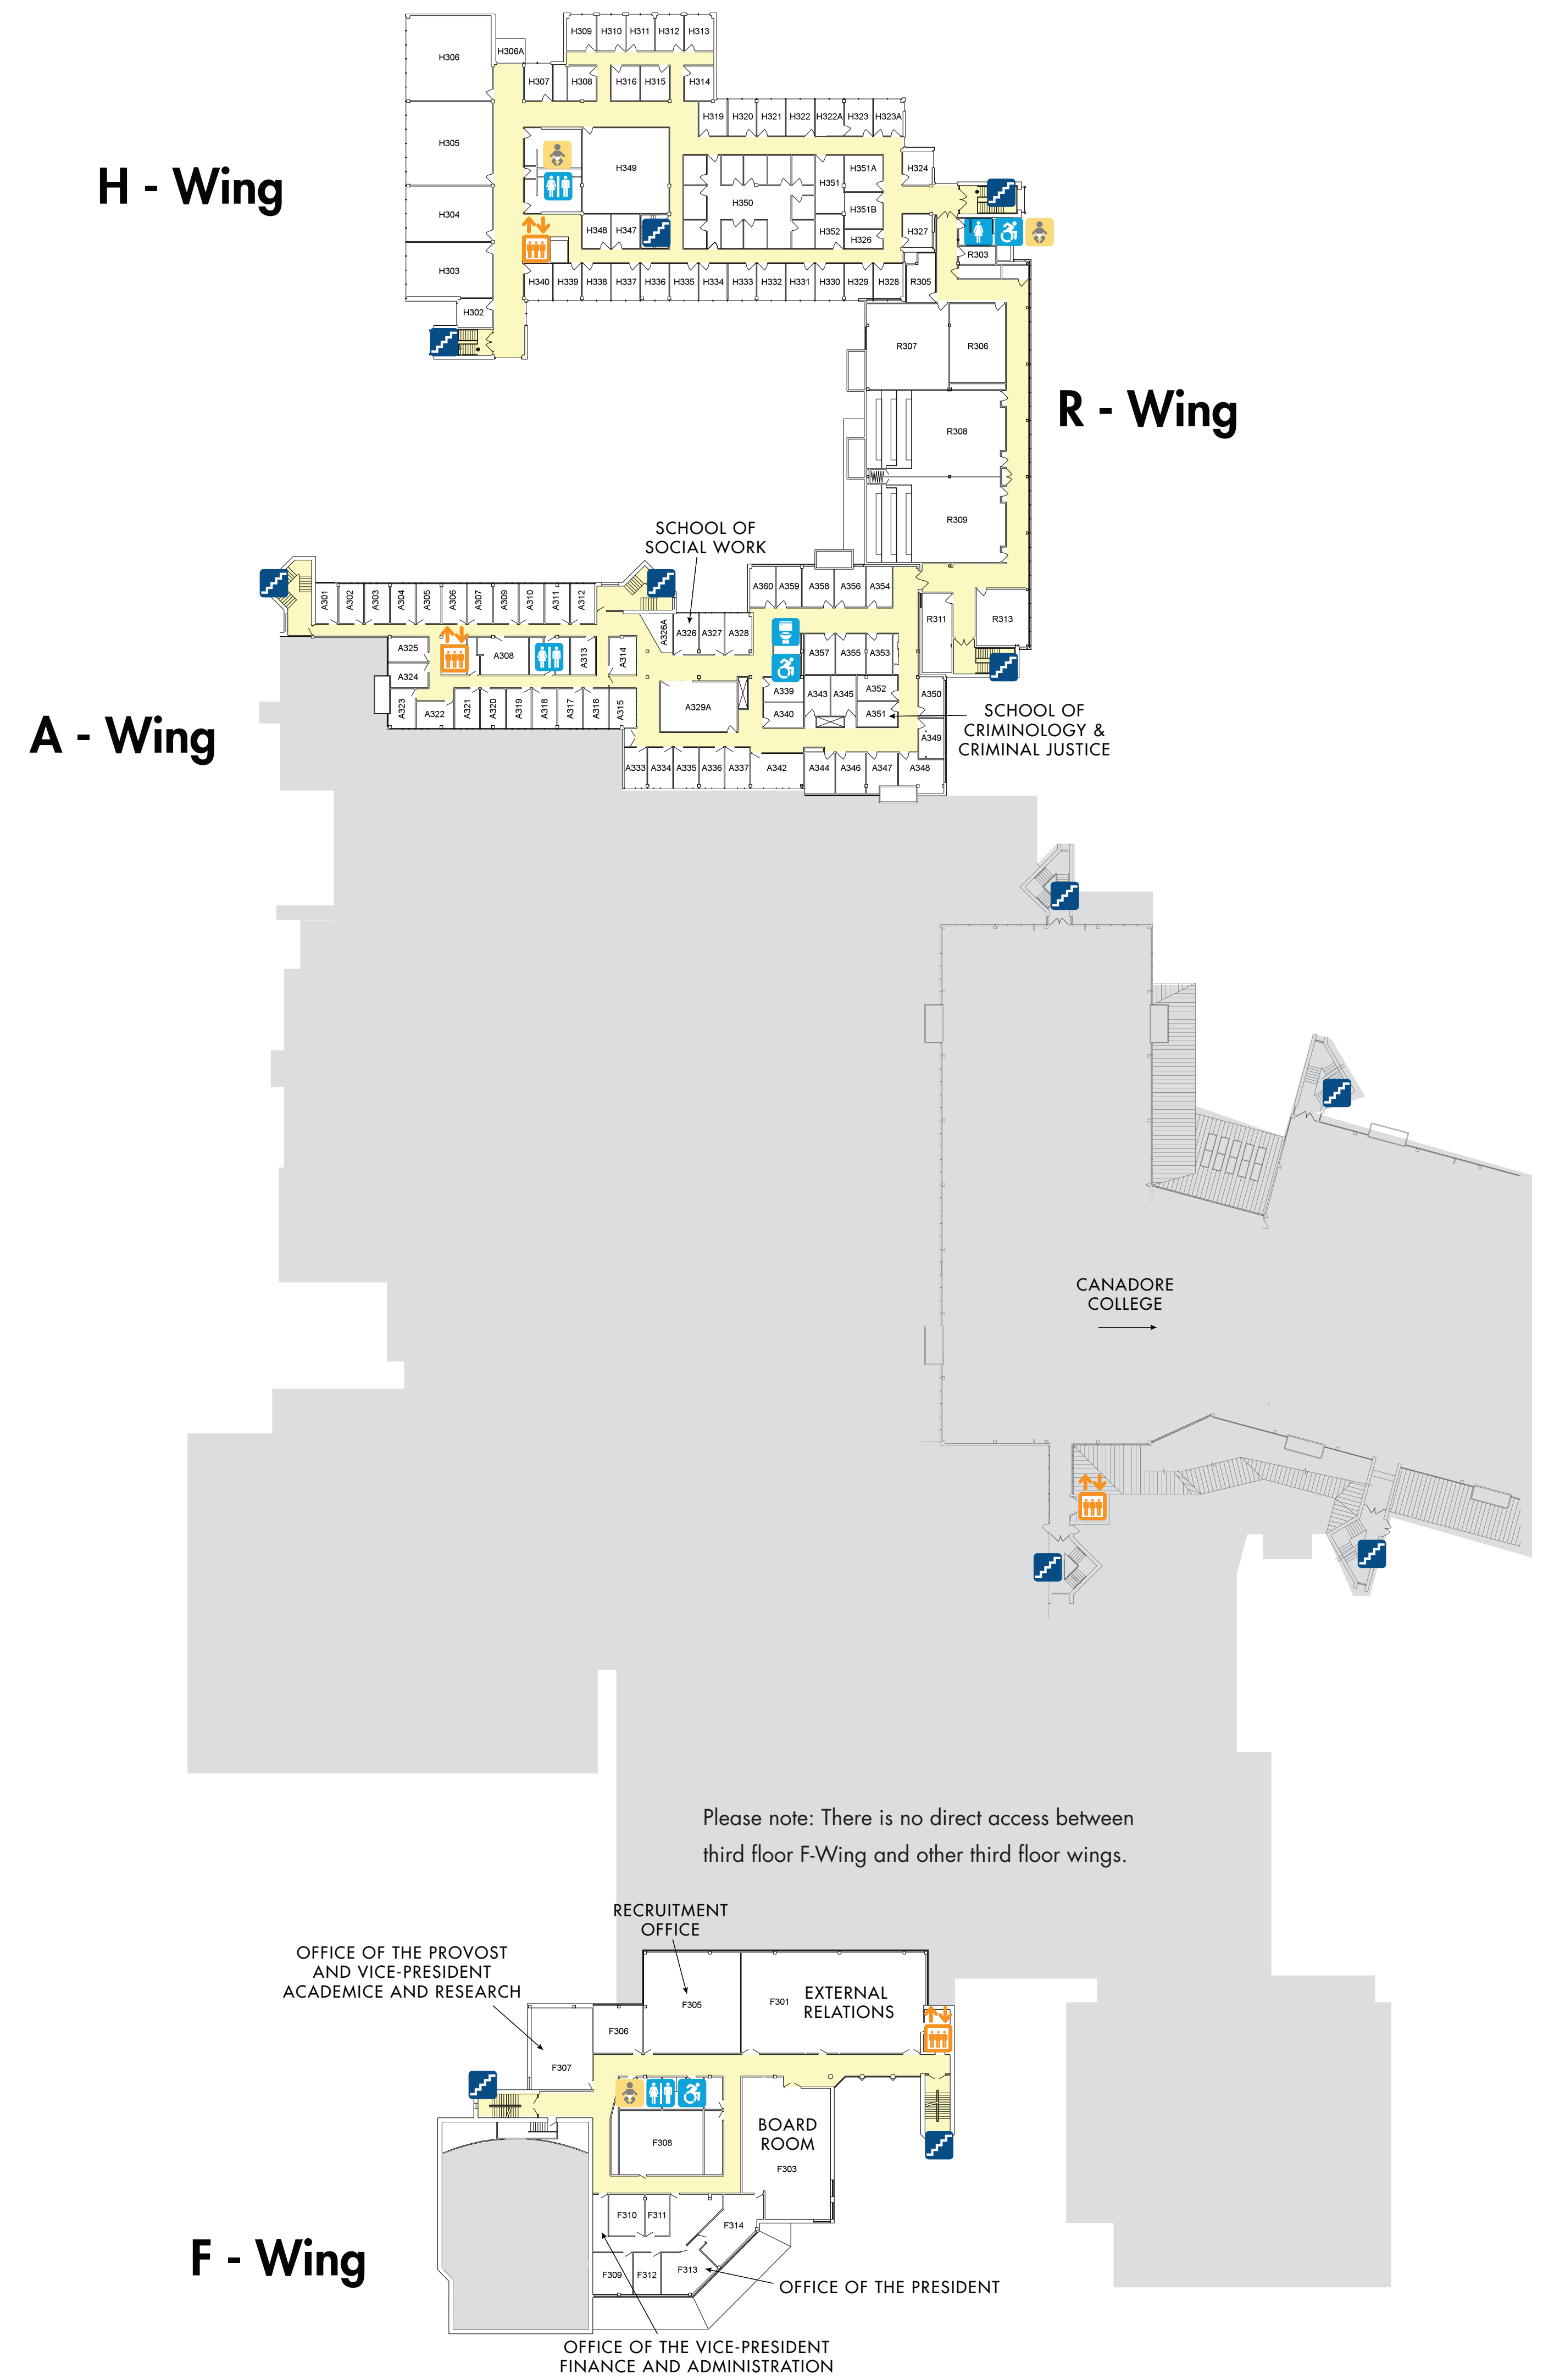 H309 H310 H311 H312 H313
H306
H306A
H307 H308 H316 H315 H314
H319 H320 H321 H322 H322A H323 H323A
H305
H349
H351A
H324
H351
H - Wing
H304
H350
H351B
H348 H347
H352
H326
H327
R303
H303
H340 H339 H338 H337 H336 H335 H334 H333 H332 H331 H330 H329 H328
R305
H302
R307
R306
R - Wing
R308
R309
SCHOOL OF
SOCIAL WORK
A360 A359 A358 A356 A354
A301 A302 A303 A304 A305 A306 A307 A309 A310 A311 A312
R311
R313
A326A
A326 A327 A328
A325
A308
A313
A314
A357 A355 A353
A324
A339
A343 A345
A352
A350
A323
A322
A321 A320 A319 A318 A317 A316 A315
A329A
A340
A351
SCHOOL OF
CRIMINOLOGY &
CRIMINAL JUSTICE
A - Wing
A349
A333 A334 A335 A336 A337 A342 A344 A346 A347 A348
CANADORE
COLLEGE
Please note: There is no direct access between
third floor F-Wing and other third floor wings.
RECRUITMENT
OFFICE
OFFICE OF THE PROVOST
AND VICE-PRESIDENT
ACADEMICE AND RESEARCH
F305
F301
EXTERNAL
RELATIONS
F306
F307
BOARD
ROOM
F308
F303
F310 F311
F314
F - Wing
F309 F312 F313
OFFICE OF THE PRESIDENT
OFFICE OF THE VICE-PRESIDENT
FINANCE AND ADMINISTRATION